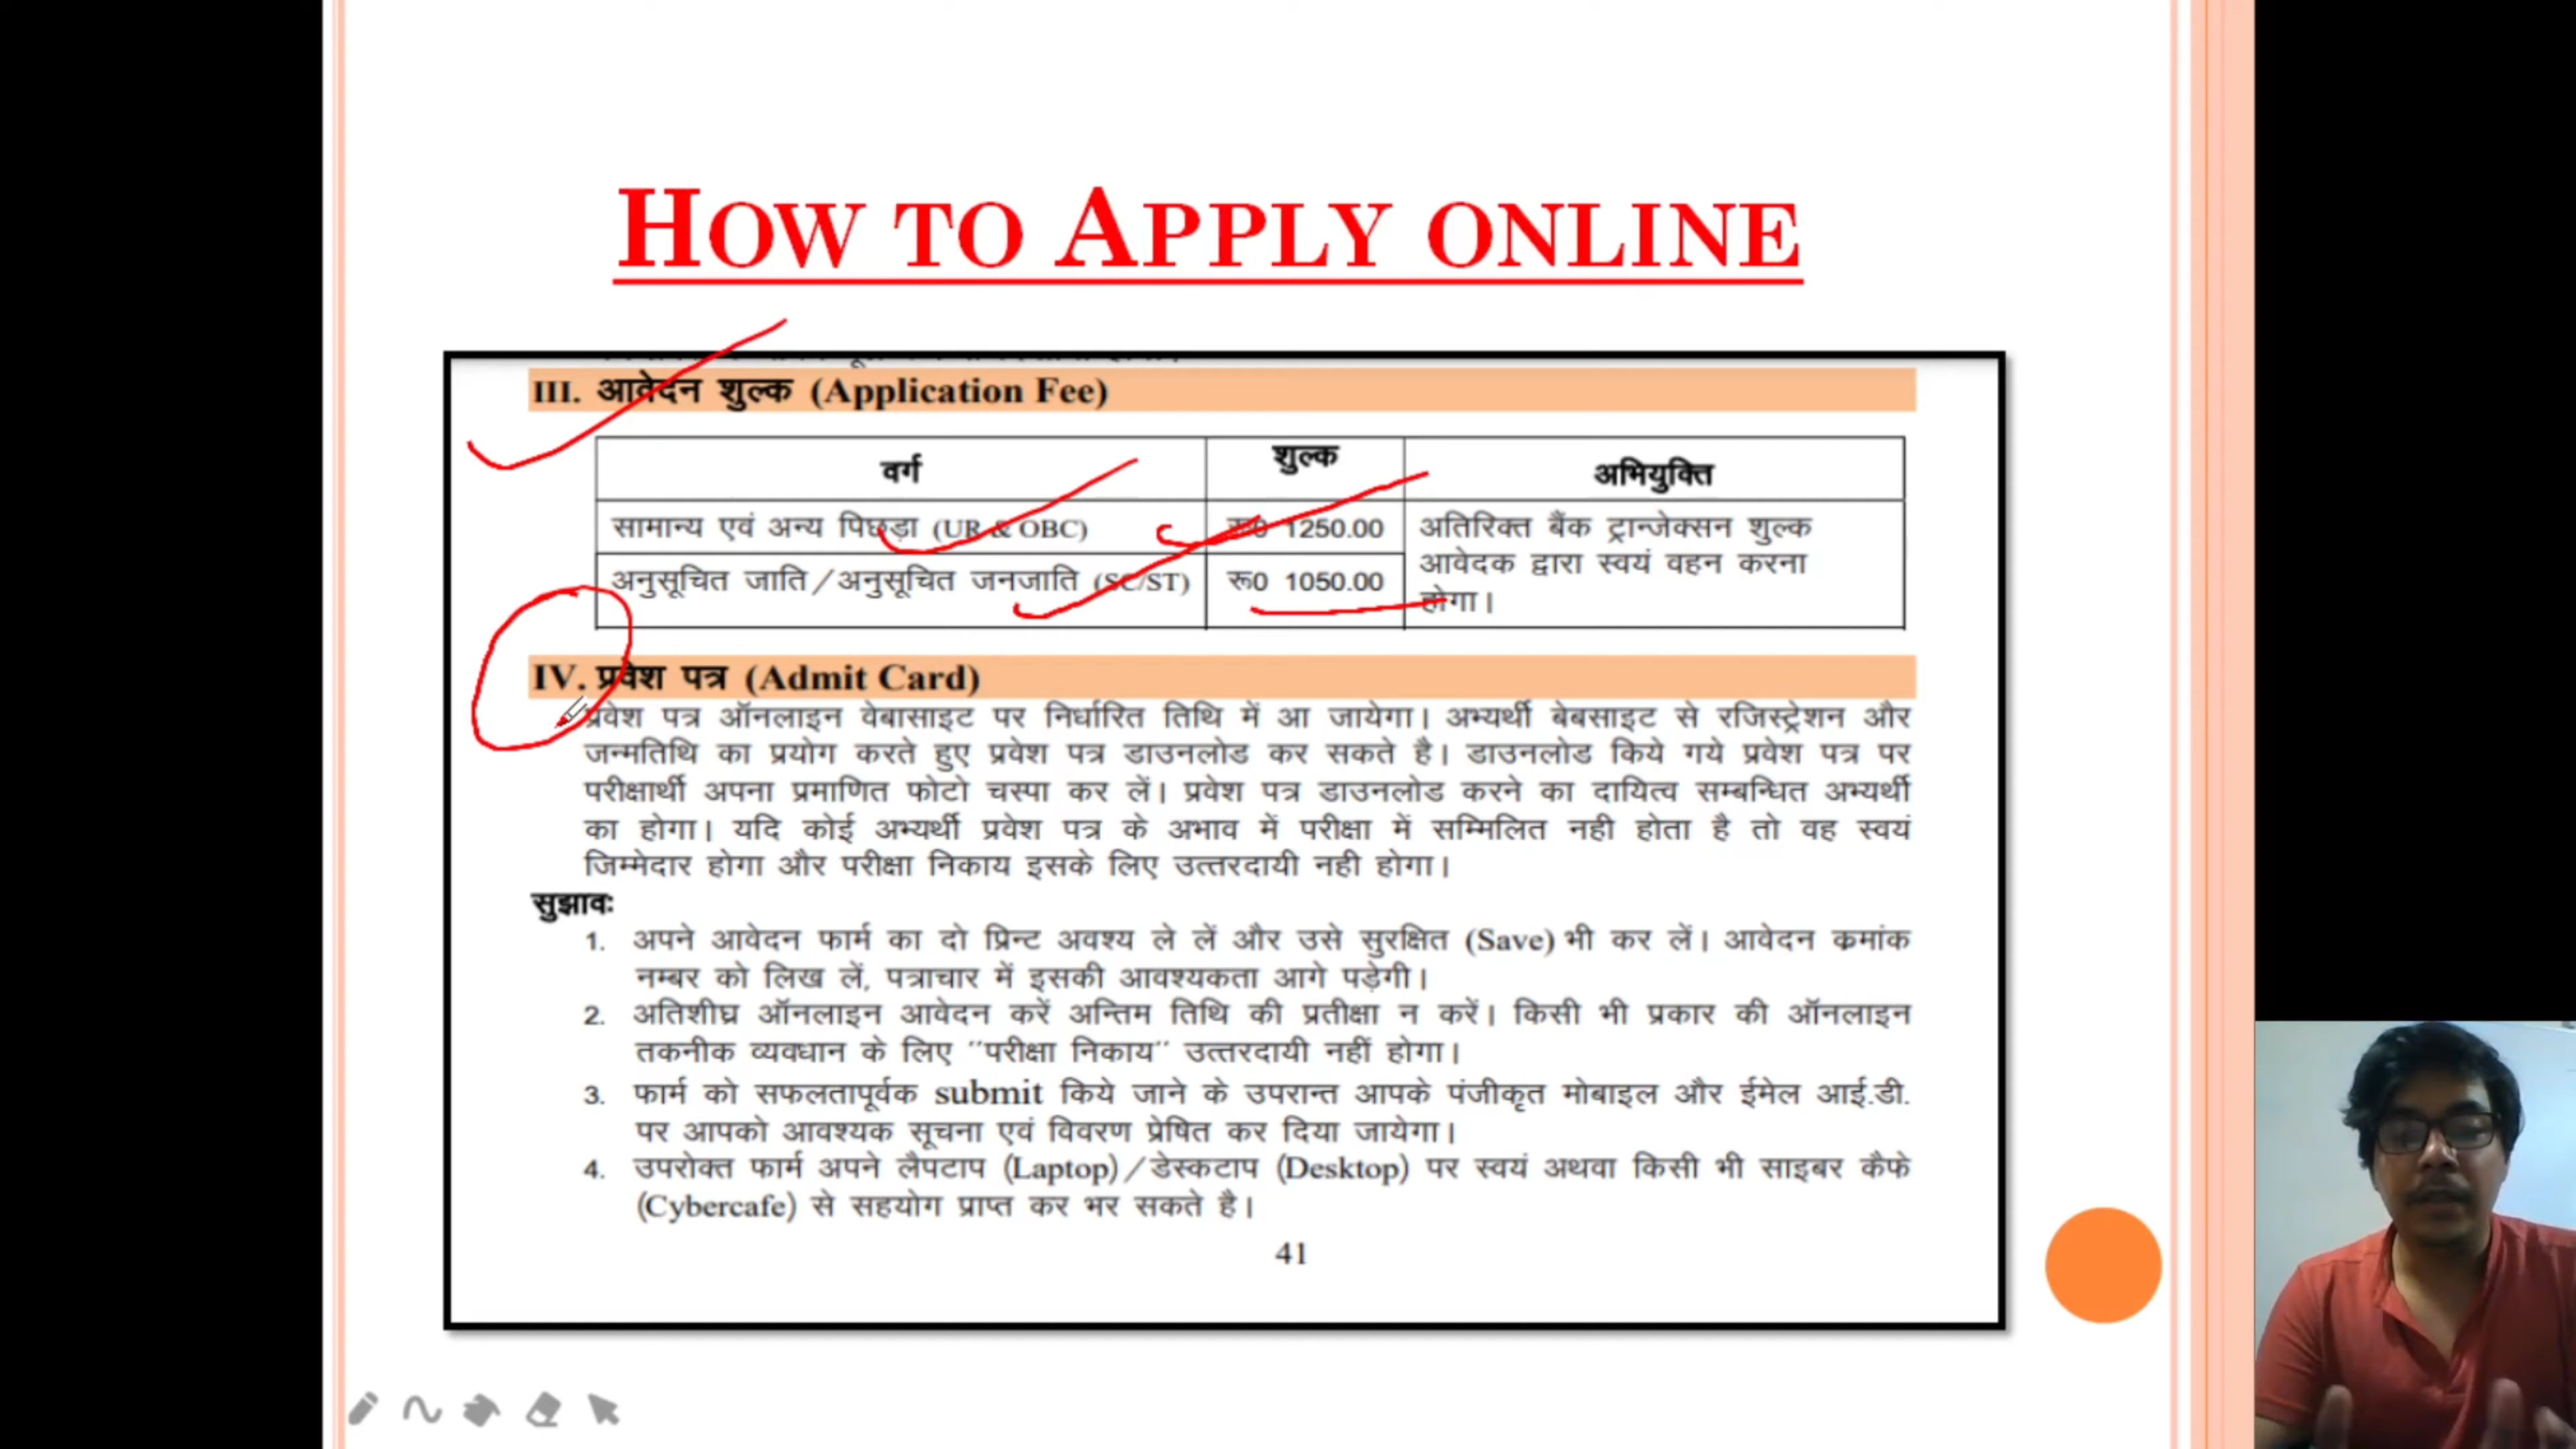 HOW TO APPLY ONLINE
III. आवेदन शुल्क (Application Fee)
वर्ग शुल्क अभियुक्ति
सामान्य एवं अन्य पिछड़ा (UR & OBC) रू0 1250.00 अतिरिक्त बैंक ट्रान्जेक्सन शुल्क
आवेदक द्वारा स्वयं वहन करना
अनुसूचित जाति/अनुसूचित जनजाति (SC/ST) रू0 1050.00 होगा।
IV. प्रवेश पत्र (Admit Card)
प्रवेश पत्र ऑनलाइन वेबासाइट पर निर्धारित तिथि में आ जायेगा। अभ्यर्थी बेबसाइट से रजिस्ट्रेशन और
जन्मतिथि का प्रयोग करते हुए प्रवेश पत्र डाउनलोड कर सकते है। डाउनलोड किये गये प्रवेश पत्र पर
परीक्षार्थी अपना प्रमाणित फोटो चस्पा कर लें। प्रवेश पत्र डाउनलोड करने का दायित्व सम्बन्धित अभ्यर्थी
का होगा। यदि कोई अभ्यर्थी प्रवेश पत्र के अभाव में परीक्षा में सम्मिलित नही होता है तो वह स्वयं
जिम्मेदार होगा और परीक्षा निकाय इसके लिए उत्तरदायी नही होगा।
सुझावः
1. अपने आवेदन फार्म का दो प्रिन्ट अवश्य ले लें और उसे सुरक्षित (Save) भी कर लें। आवेदन क्रमांक
नम्बर को लिख लें, पत्राचार में इसकी आवश्यकता आगे पड़ेगी।
2. अतिशीघ्र ऑनलाइन आवेदन करें अन्तिम तिथि की प्रतीक्षा न करें। किसी भी प्रकार की ऑनलाइन
तकनीक व्यवधान के लिए "परीक्षा निकाय" उत्तरदायी नहीं होगा।
3. फार्म को सफलतापूर्वक submit किये जाने के उपरान्त आपके पंजीकृत मोबाइल और ईमेल आई.डी.
पर आपको आवश्यक सूचना एवं विवरण प्रेषित कर दिया जायेगा।
4. उपरोक्त फार्म अपने लैपटाप (Laptop)/डेस्कटाप (Desktop) पर स्वयं अथवा किसी भी साइबर कैफे
(Cybercafe) से सहयोग प्राप्त कर भर सकते है।
41